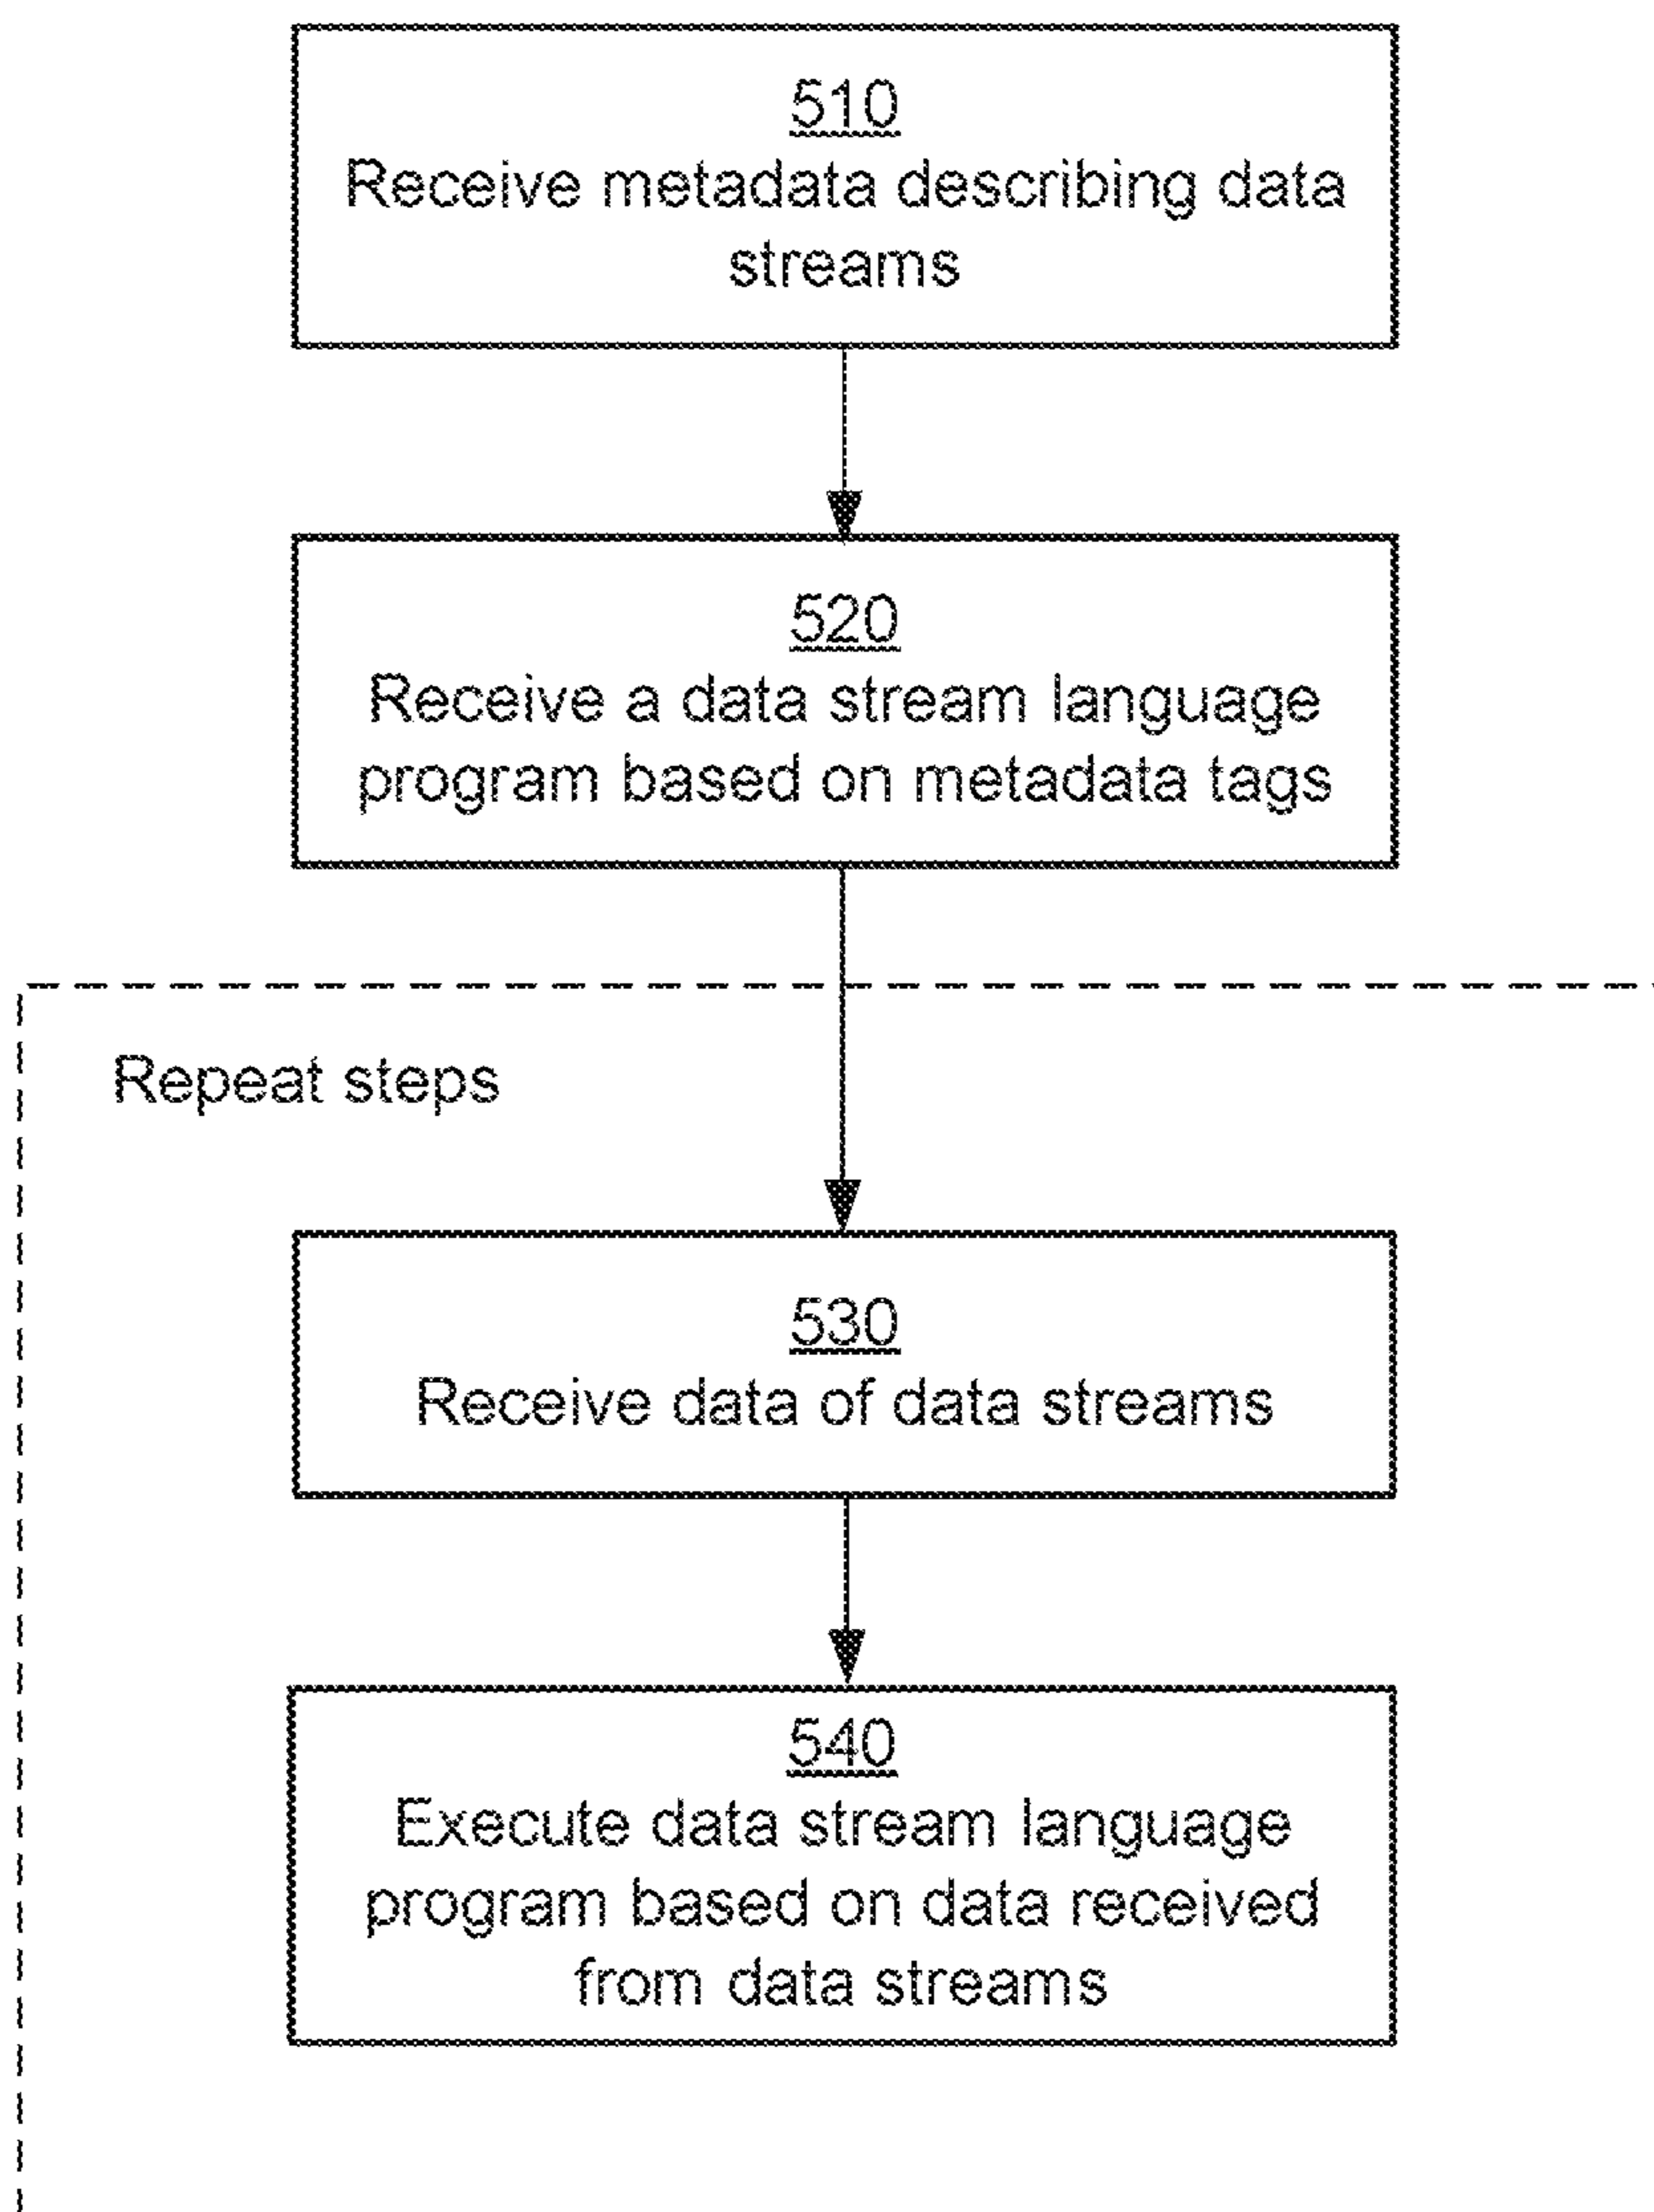 510
Receive metadata describing data
streams
520
Receive a data stream language
program based on metadata tags
Repeat steps
530
Receive data of data streams
540
Execute data stream language
program based on data received
from data streams